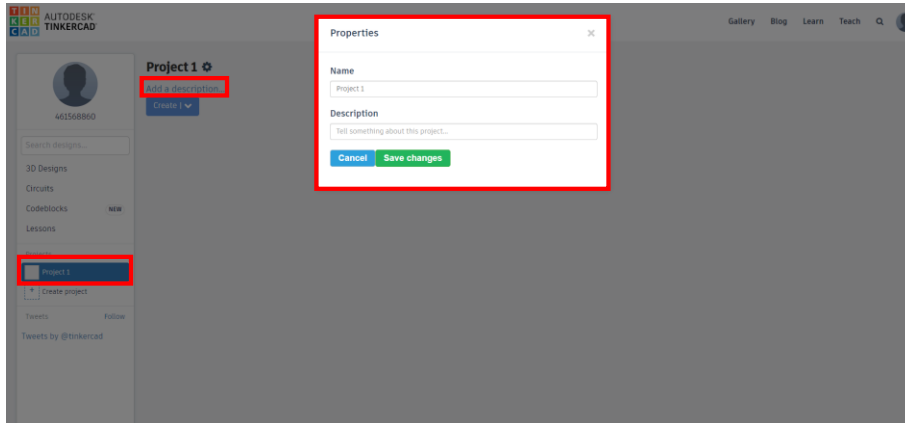 TIN
KER
CAD
AUTODESK
TINKERCAD
Gallery Blog Learn Teach
461568860
Search designs...
3D Designs
Circuits
Codeblocks NEW
Lessons
Projects
Project 1
+ Create project
Tweets Follow
Tweets by @tinkercad
Project 1
Add a description...
Create
Properties ×
Name
Project 1
Description
Tell something about this project...
Cancel Save changes